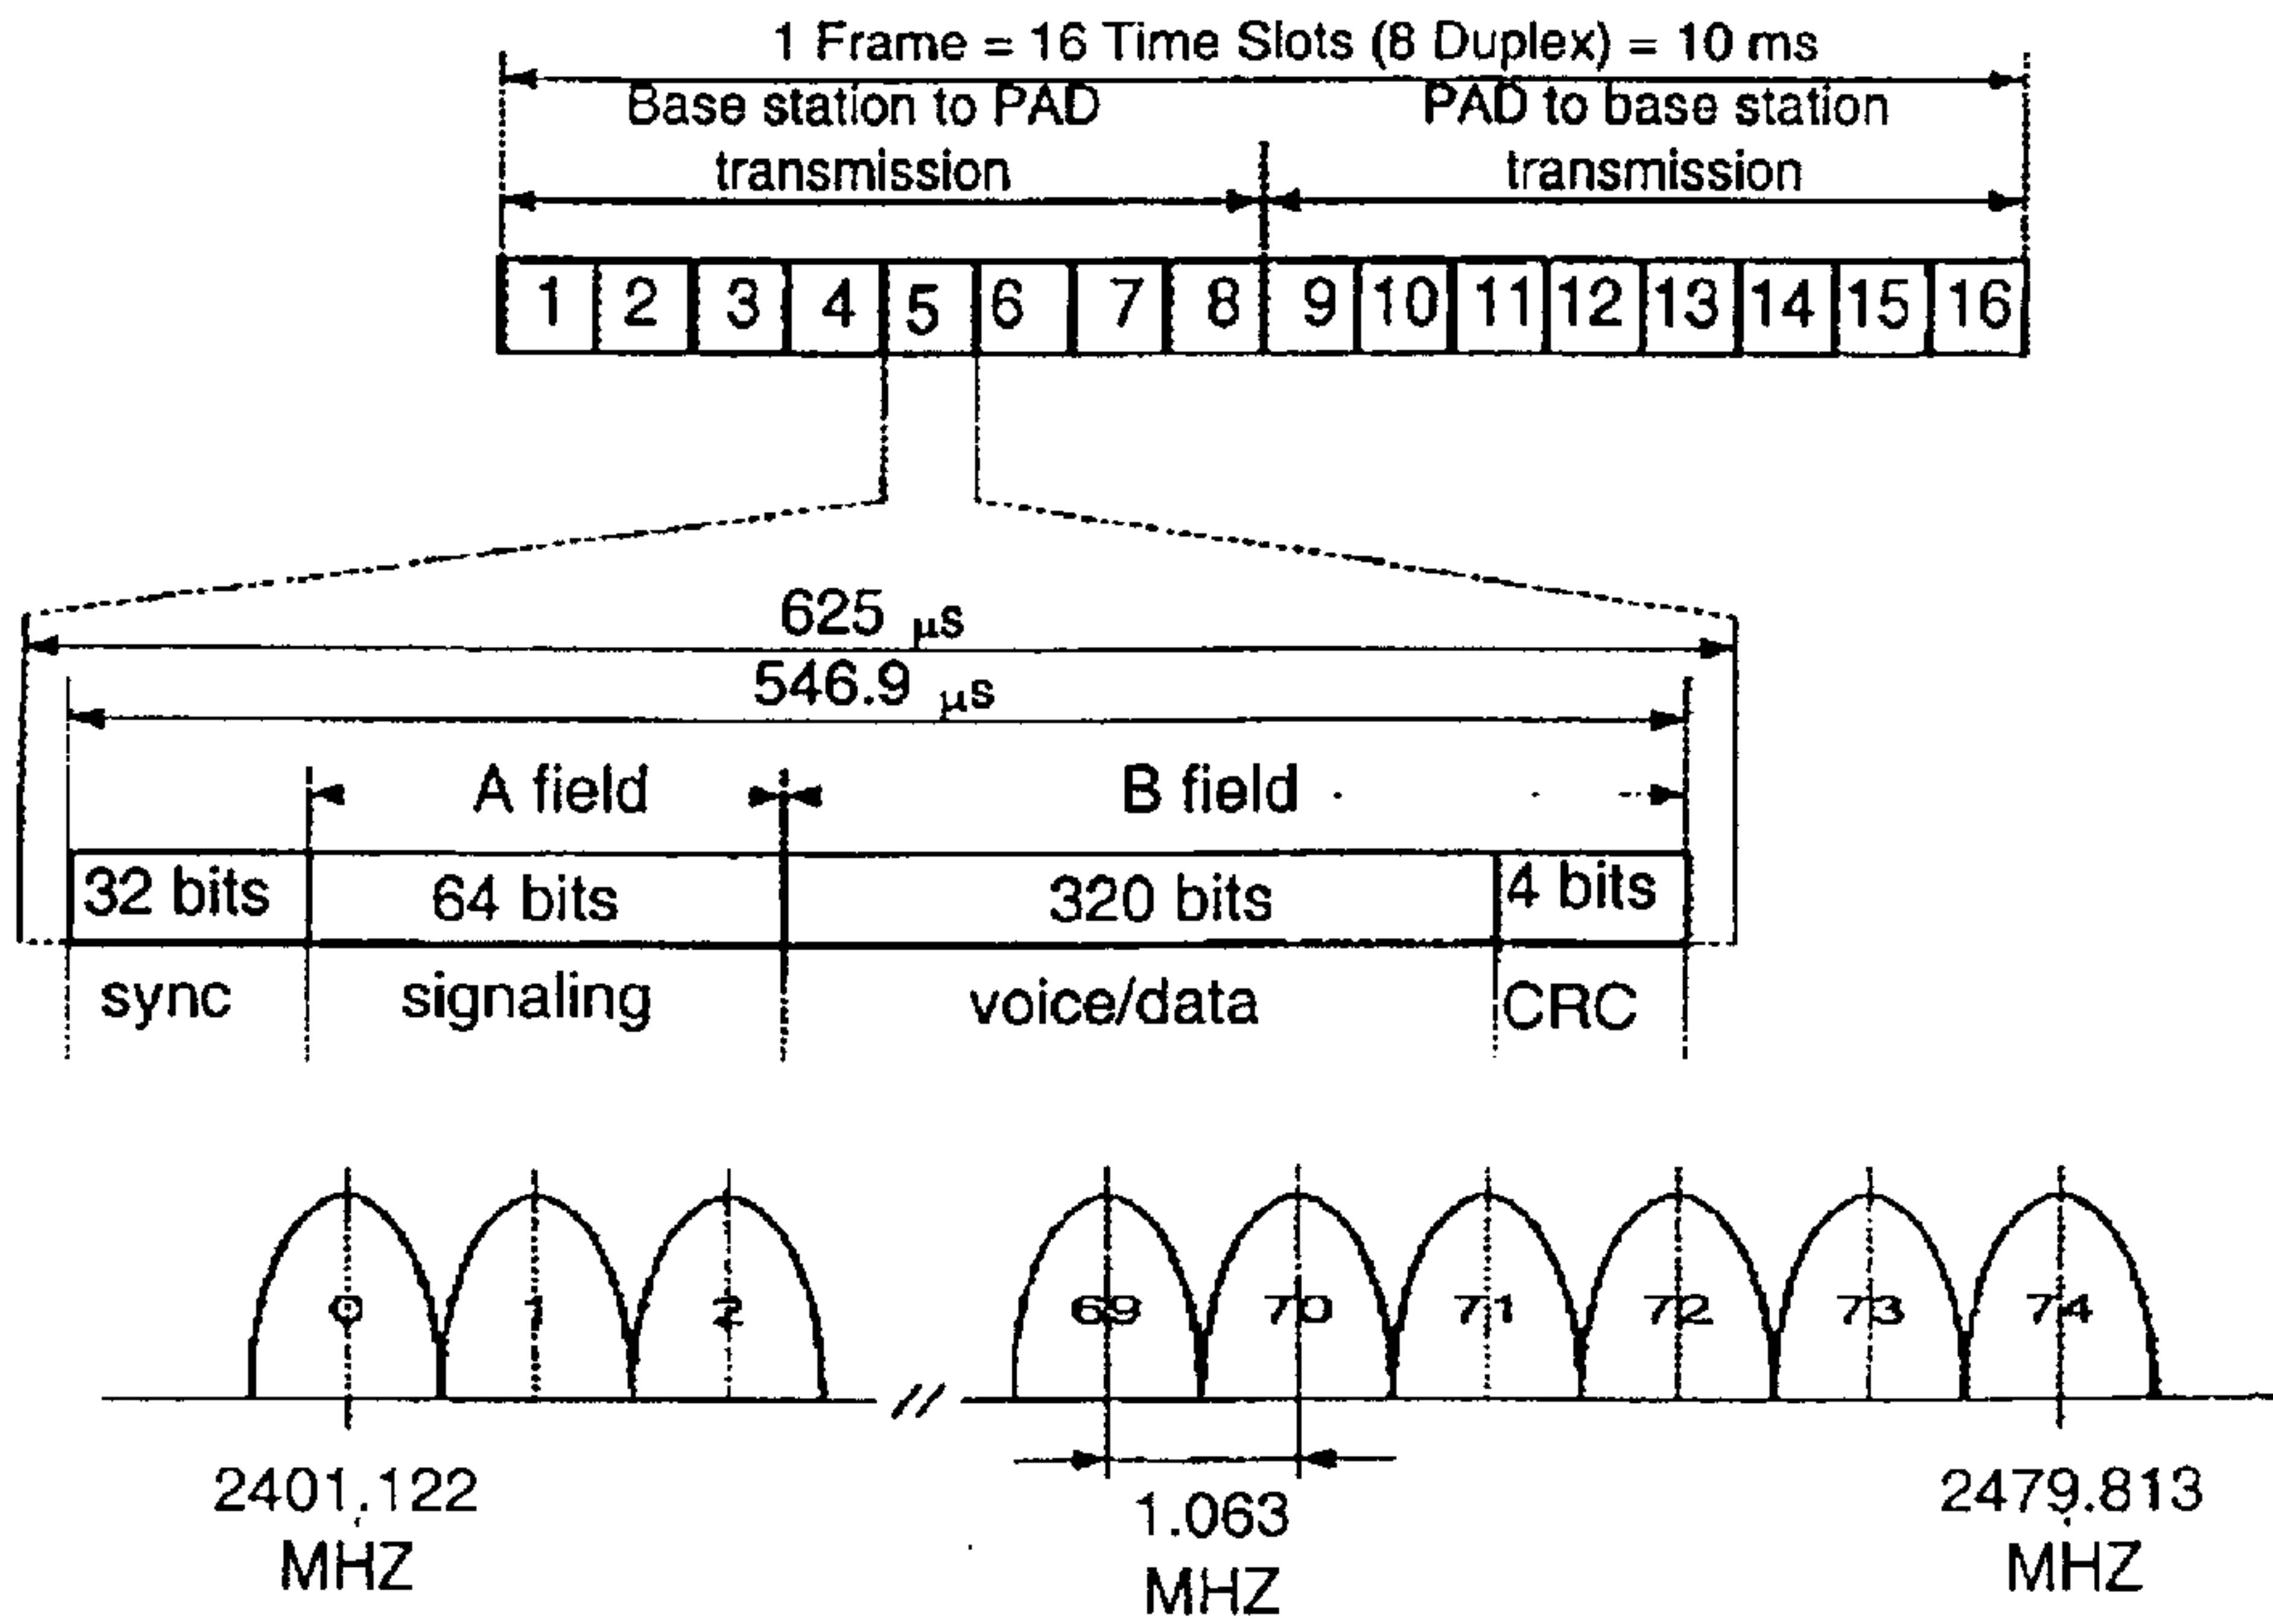 1 Frame = 16 Time Slots (8 Duplex) = 10 ms
Base station to PAD transmission
PAD to base station transmission
1 2 3 4 5 6 7 8 9 10 11 12 13 14 15 16
625 µs
546.9 µs
A field B field
32 bits 64 bits 320 bits 4 bits
sync signaling voice/data CRC
0 1 2 69 70 71 72 73 74
2401.122 MHZ
1.063 MHZ
2479.813 MHZ